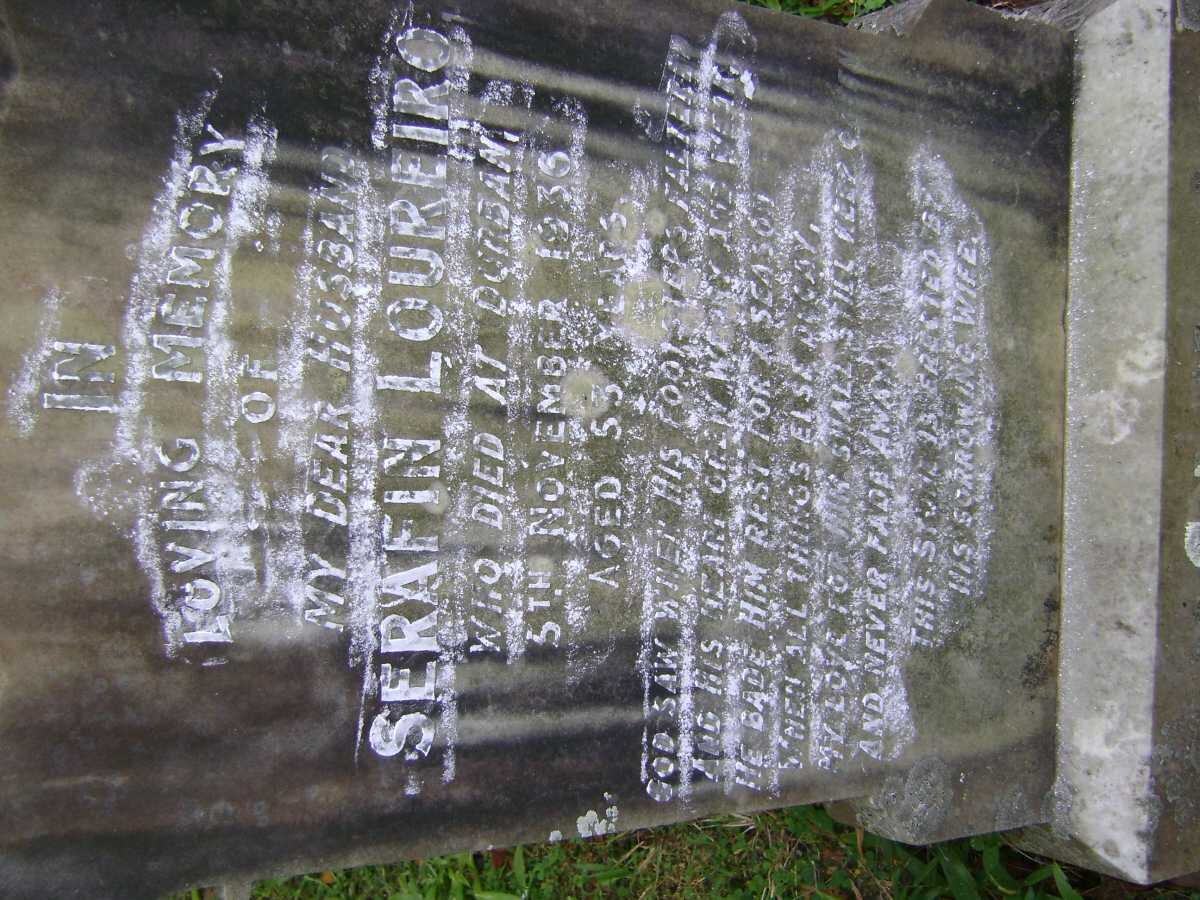 IN
LOVING MEMORY
OF
MY DEAR HUSBAND
SERAFIN LOUREIRO
WHO DIED AT
5TH NOVEMBER 1936
AGED 53 YEARS.
GOD SAW WHEN HIS FOOTSTEPS FALTERED
AND HIS HEART GREW WEAK
HE BADE HIM REST FOR A SEASON
WHEN ALL THINGS ELSE DECAY,
MY LOVE FOR HIM SHALL STILL KEEP
AND NEVER FADE AWAY
THIS STONE IS ERECTED BY
HIS SORROWING WIFE.